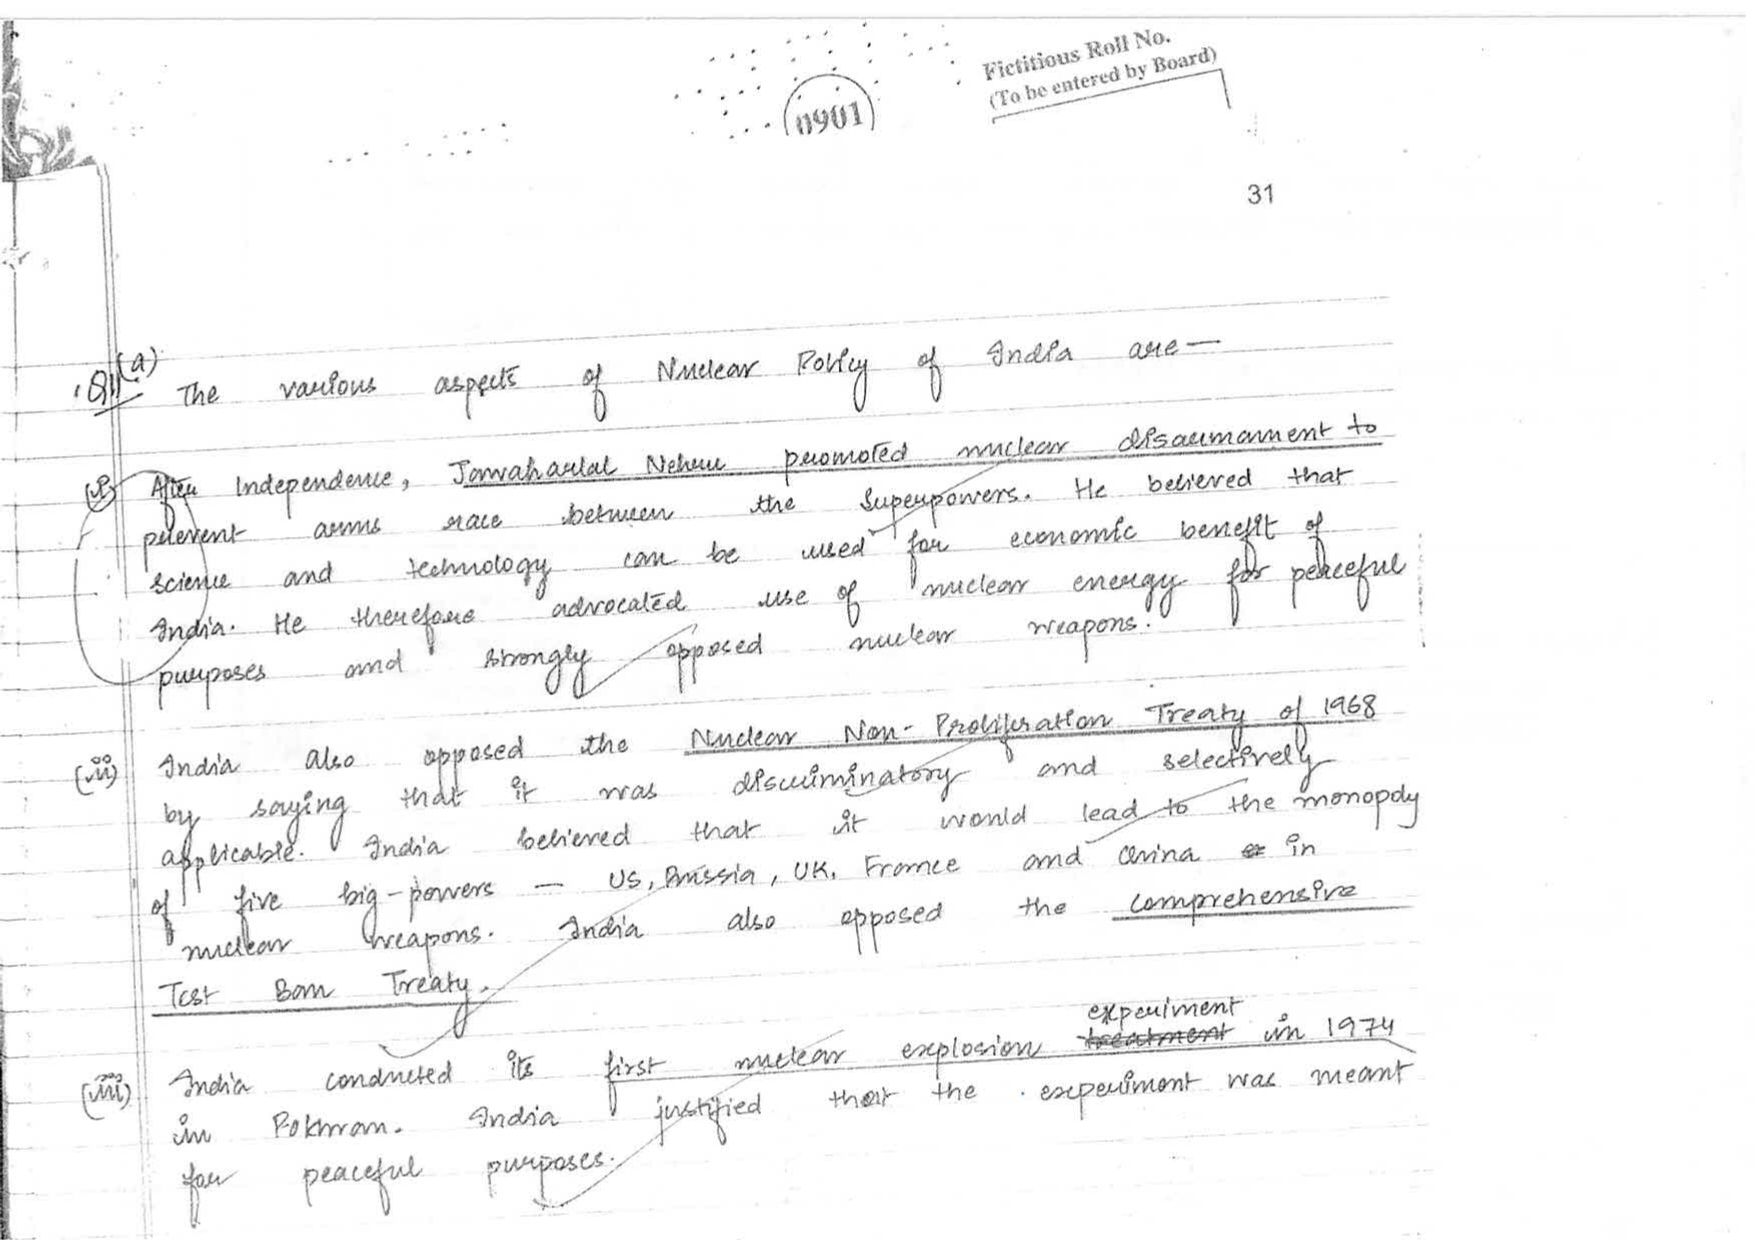 Fictitious Roll No.
(To be entered by Board)
0901
31
(a)
The various aspects of Nuclear Policy of India are —
(i) After Independence, Jawaharlal Nehru promoted nuclear disarmament to
prevent arms race between the Superpowers. He believed that
science and technology can be used for economic benefit of
India. He therefore advocated use of nuclear energy for peaceful
purposes and strongly opposed nuclear weapons.
(ii) India also opposed the Nuclear Non-Proliferation Treaty of 1968
by saying that it was discriminatory and selectively
applicable. India believed that it would lead to the monopoly
of five big-powers — US, Russia, UK, France and China in
nuclear weapons. India also opposed the Comprehensive
Test Ban Treaty.
experiment
(iii) India conducted its first nuclear explosion treatment in 1974
in Pokhran. India justified that the experiment was meant
for peaceful purposes.